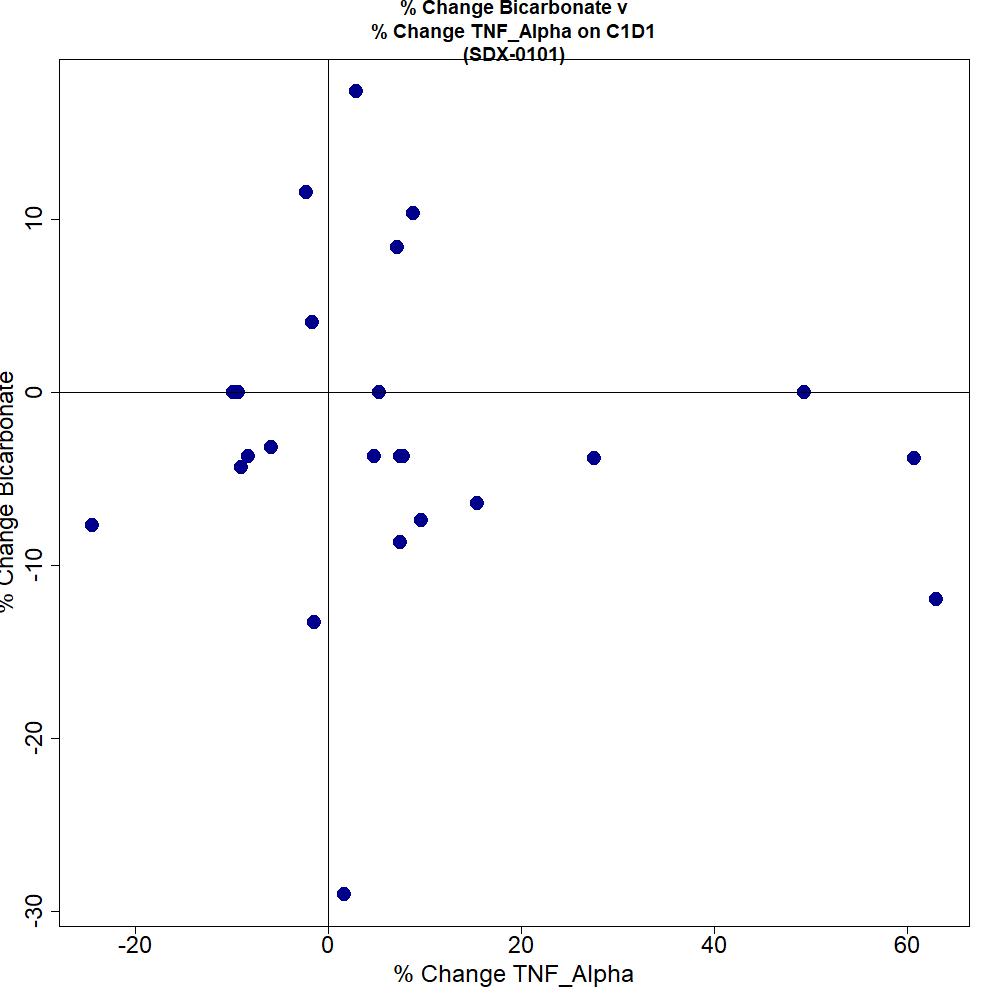 % Change Bicarbonate v
% Change TNF_Alpha on C1D1
(SDX-0101)
% Change Bicarbonate
10
0
-10
-20
-30
-20 0 20 40 60
% Change TNF_Alpha